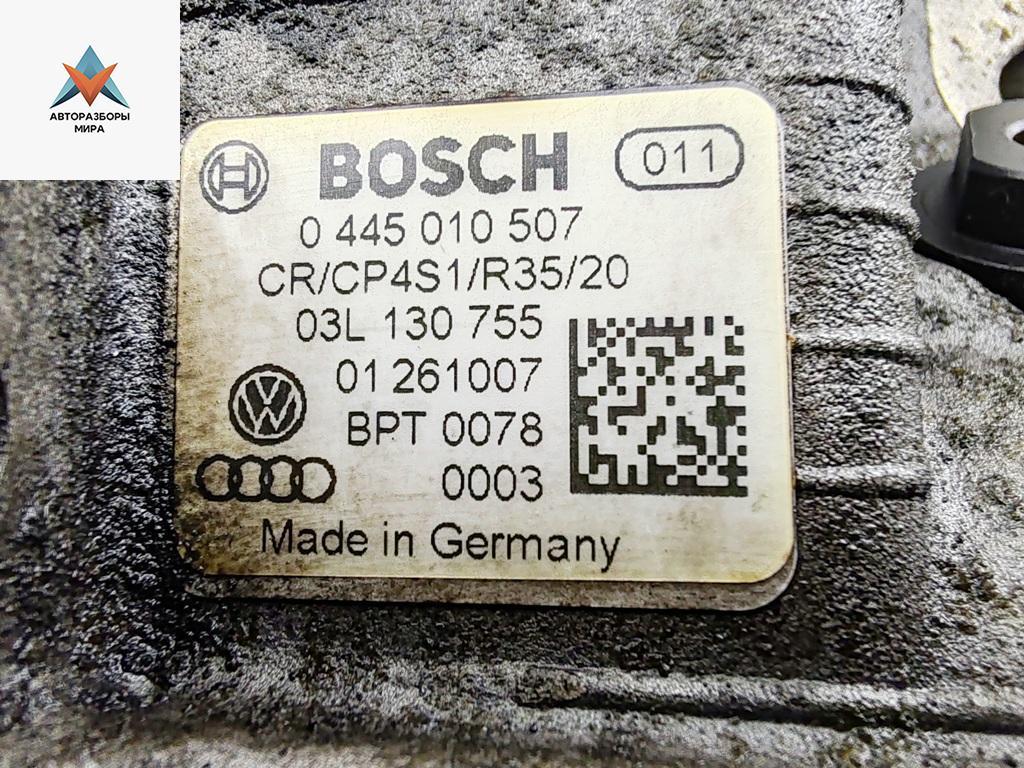 АВТОРАЗБОРЫ
МИРА
BOSCH 011
0 445 010 507
CR/CP4S1/R35/20
03L 130 755
01 261007
BPT 0078
0003
Made in Germany